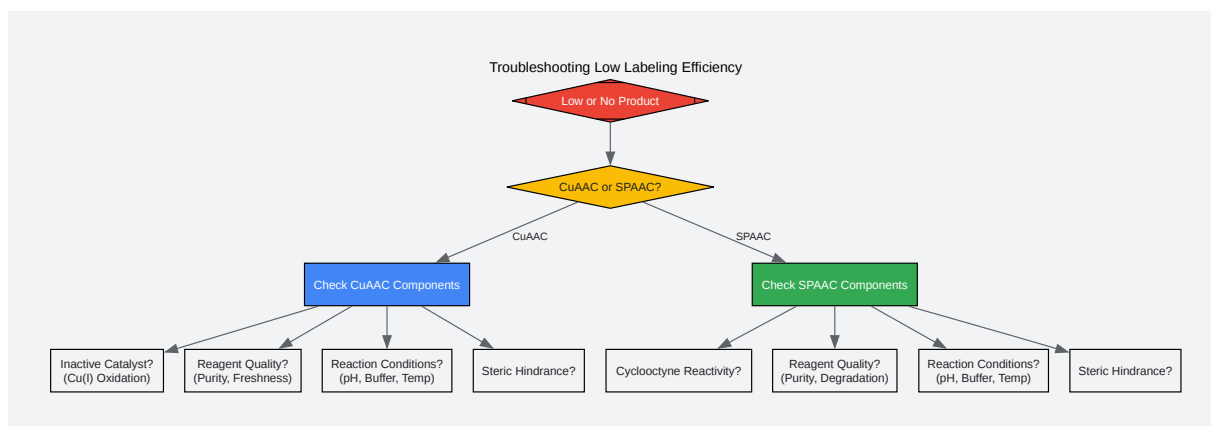 Troubleshooting Low Labeling Efficiency
Low or No Product
CuAAC or SPAAC?
CuAAC
SPAAC
Check CuAAC Components
Check SPAAC Components
Inactive Catalyst?
(Cu(I) Oxidation)
Reagent Quality?
(Purity, Freshness)
Reaction Conditions?
(pH, Buffer, Temp)
Steric Hindrance?
Cyclooctyne Reactivity?
Reagent Quality?
(Purity, Degradation)
Reaction Conditions?
(pH, Buffer, Temp)
Steric Hindrance?